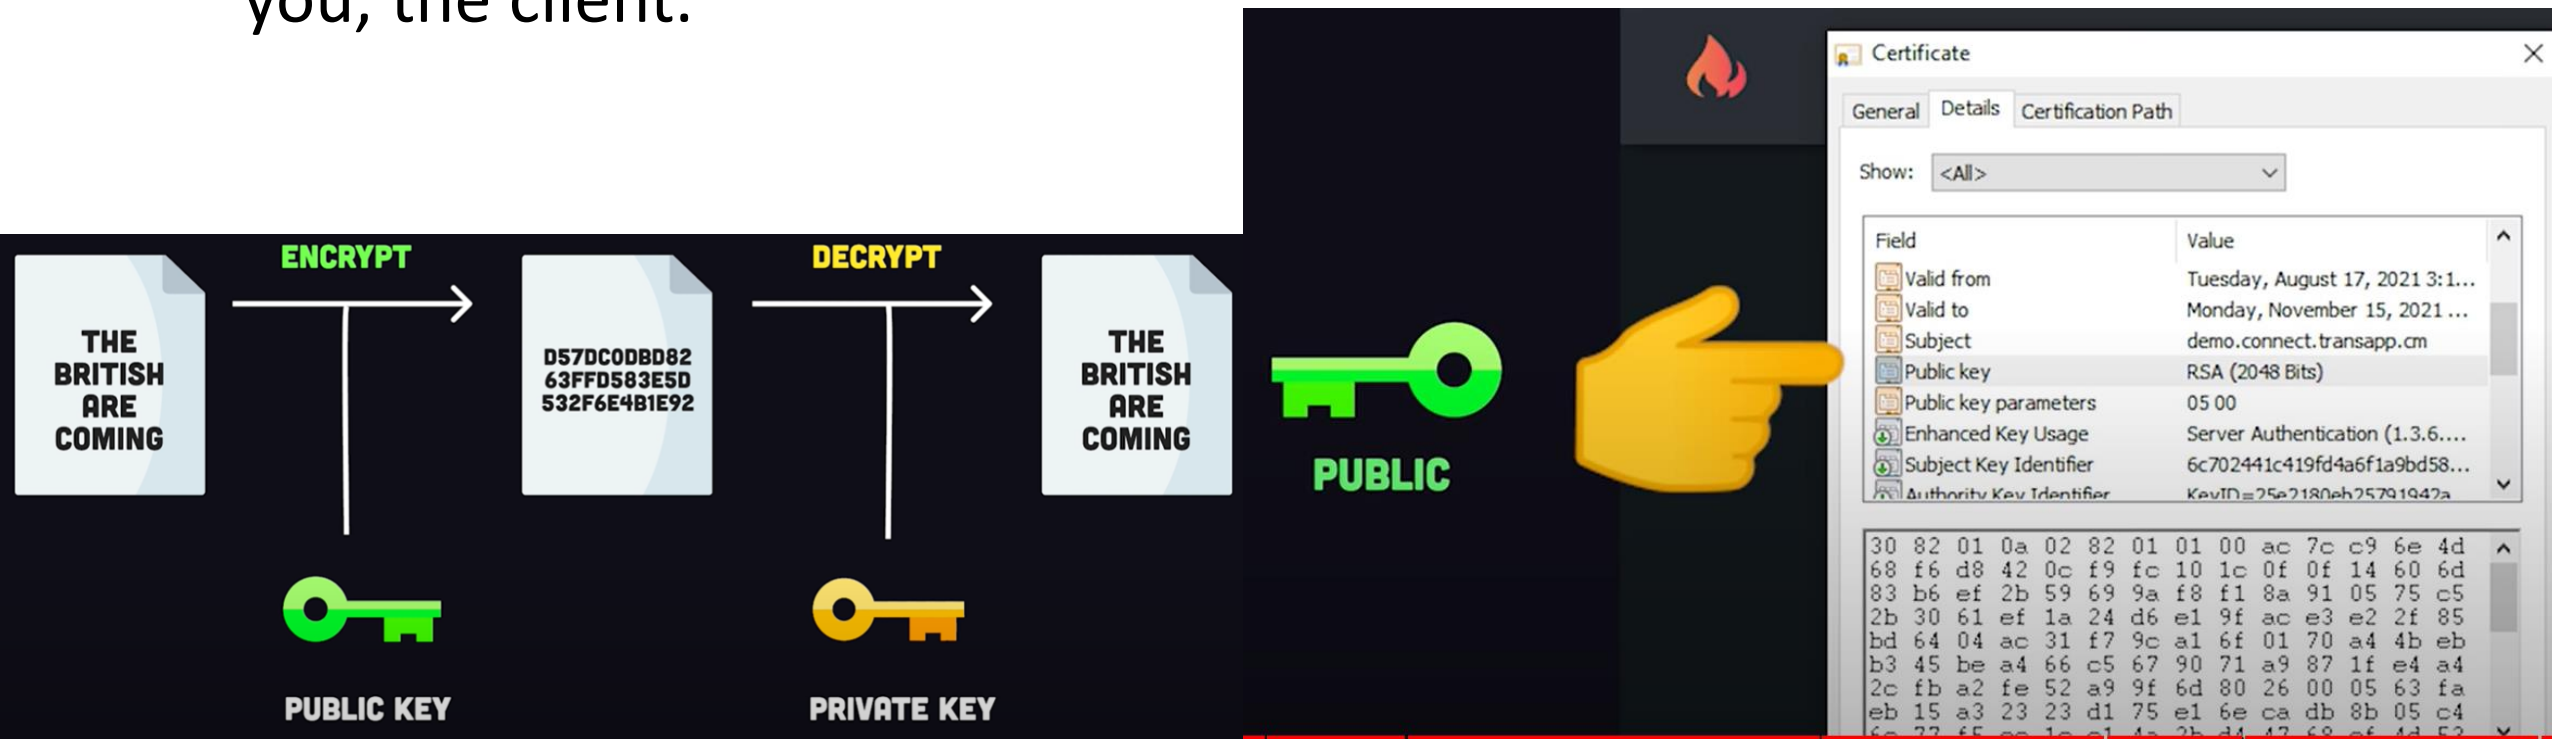 you, the client.
ENCRYPT
DECRYPT
THE
BRITISH
ARE
COMING
D57DC0DBD82
63FFD583E5D
532F6E4B1E92
THE
BRITISH
ARE
COMING
PUBLIC KEY
PRIVATE KEY
PUBLIC
Certificate
General Details Certification Path
Show: <All>
Field Value
Valid from Tuesday, August 17, 2021 3:1...
Valid to Monday, November 15, 2021 ...
Subject demo.connect.transapp.cm
Public key RSA (2048 Bits)
Public key parameters 05 00
Enhanced Key Usage Server Authentication (1.3.6....
Subject Key Identifier 6c702441c419fd4a6f1a9bd58...
Authority Key Identifier KeyID=25e2180eb25791942a
30 82 01 0a 02 82 01 01 00 ac 7c c9 6e 4d
68 f6 d8 42 0c f9 fc 10 1c 0f 0f 14 60 6d
83 b6 ef 2b 59 69 9a f8 f1 8a 91 05 75 c5
2b 30 61 ef 1a 24 d6 e1 9f ac e3 e2 2f 85
bd 64 04 ac 31 f7 9c a1 6f 01 70 a4 4b eb
b3 45 be a4 66 c5 67 90 71 a9 87 1f e4 a4
2c fb a2 fe 52 a9 9f 6d 80 26 00 05 63 fa
eb 15 a3 23 23 d1 75 e1 6e ca db 8b 05 c4